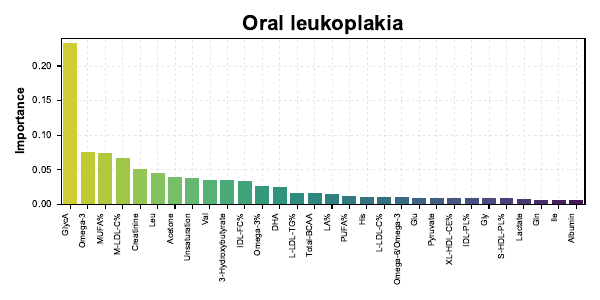 Oral leukoplakia
Importance
0.20
0.15
0.10
0.05
0.00
GlycA
Omega-3
MUFA%
M-LDL-C%
Creatinine
Leu
Acetone
Unsaturation
Val
3-Hydroxybutyrate
IDL-FC%
Omega-3%
DHA
L-LDL-TG%
Total-BCAA
LA%
PUFA%
His
L-LDL-C%
Omega-6/Omega-3
Glu
Pyruvate
XL-HDL-CE%
IDL-PL%
Gly
S-HDL-PL%
Lactate
Gln
Ile
Albumin